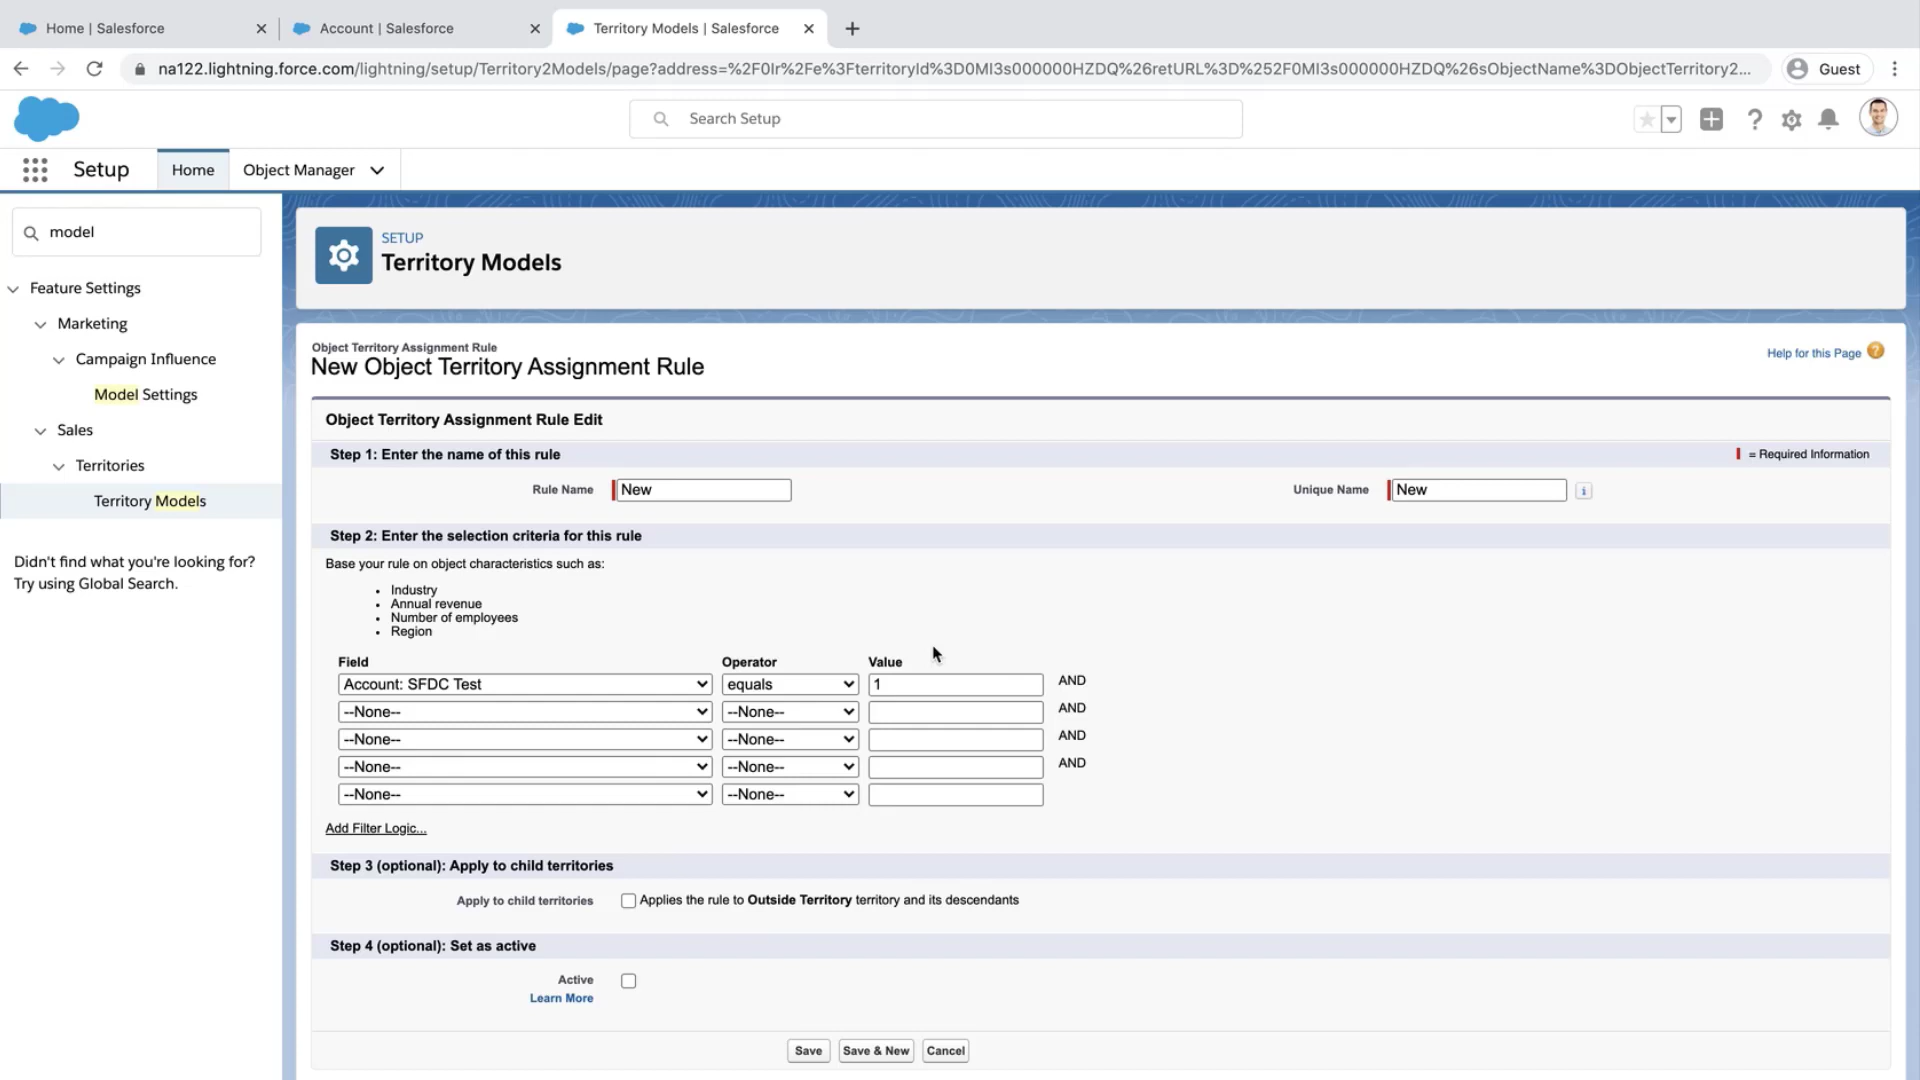 Home | Salesforce
Account | Salesforce
Territory Models | Salesforce
na122.lightning.force.com/lightning/setup/Territory2Models/page?address=%2F0Ir%2Fe%3FterritoryId%3D0MI3s000000HZDQ%26retURL%3D%252F0MI3s000000HZDQ%26sObjectName%3DObjectTerritory2...
Guest
Search Setup
Setup
Home
Object Manager
model
Feature Settings
Marketing
Campaign Influence
Model Settings
Sales
Territories
Territory Models
Didn't find what you're looking for?
Try using Global Search.
SETUP
Territory Models
Object Territory Assignment Rule
New Object Territory Assignment Rule
Help for this Page
Object Territory Assignment Rule Edit
Step 1: Enter the name of this rule
= Required Information
Rule Name
New
Unique Name
New
Step 2: Enter the selection criteria for this rule
Base your rule on object characteristics such as:
• Industry
• Annual revenue
• Number of employees
• Region
Field Operator Value
Account: SFDC Test equals 1 AND
--None-- --None-- AND
--None-- --None-- AND
--None-- --None-- AND
--None-- --None--
Add Filter Logic...
Step 3 (optional): Apply to child territories
Apply to child territories Applies the rule to Outside Territory territory and its descendants
Step 4 (optional): Set as active
Active
Learn More
Save Save & New Cancel